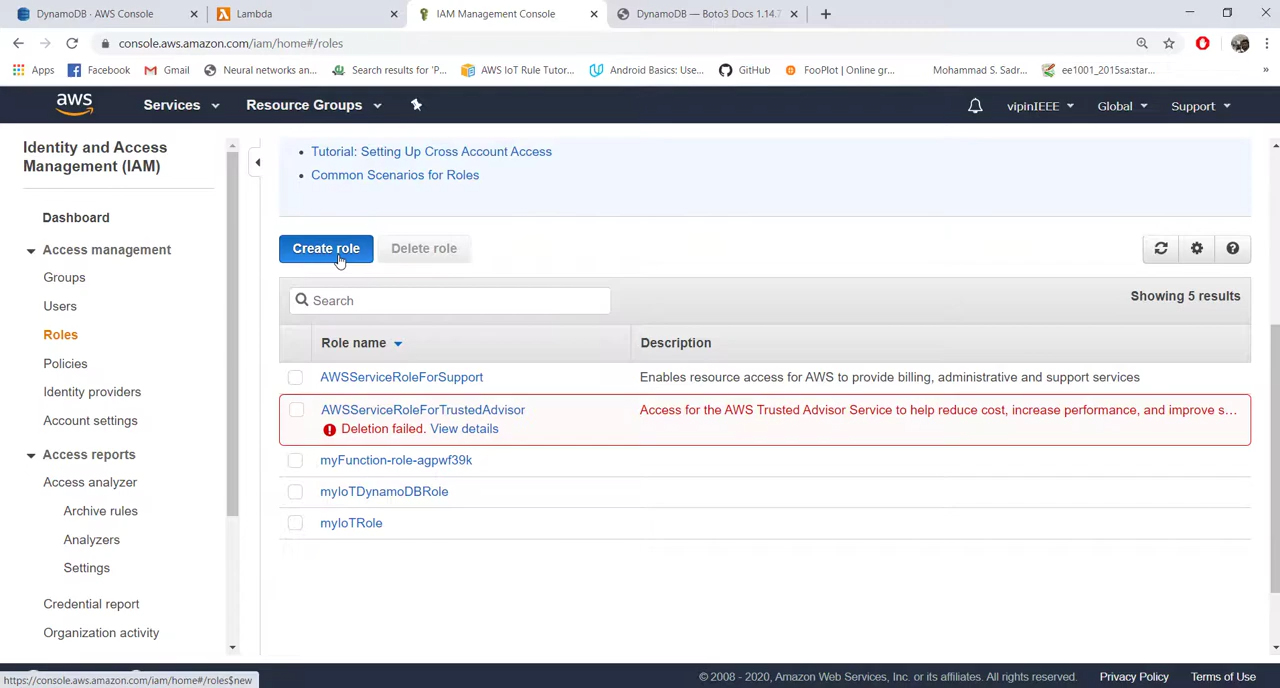 DynamoDB · AWS Console
Lambda
IAM Management Console
DynamoDB — Boto3 Docs 1.14.7
console.aws.amazon.com/iam/home#/roles
Apps
Facebook
Gmail
Neural networks an...
Search results for 'P...
AWS IoT Rule Tutor...
Android Basics: Use...
GitHub
FooPlot | Online gr...
Mohammad S. Sadr...
ee1001_2015sa:star...
»
aws
Services
Resource Groups
vipinIEEE
Global
Support
Identity and Access
Management (IAM)
Dashboard
Access management
Groups
Users
Roles
Policies
Identity providers
Account settings
Access reports
Access analyzer
Archive rules
Analyzers
Settings
Credential report
Organization activity
• Tutorial: Setting Up Cross Account Access
• Common Scenarios for Roles
Create role
Delete role
Search
Showing 5 results
Role name
Description
AWSServiceRoleForSupport
Enables resource access for AWS to provide billing, administrative and support services
AWSServiceRoleForTrustedAdvisor
Access for the AWS Trusted Advisor Service to help reduce cost, increase performance, and improve s...
Deletion failed. View details
myFunction-role-agpwf39k
myIoTDynamoDBRole
myIoTRole
https://console.aws.amazon.com/iam/home#/roles$new
© 2008 - 2020, Amazon Web Services, Inc. or its affiliates. All rights reserved.
Privacy Policy
Terms of Use